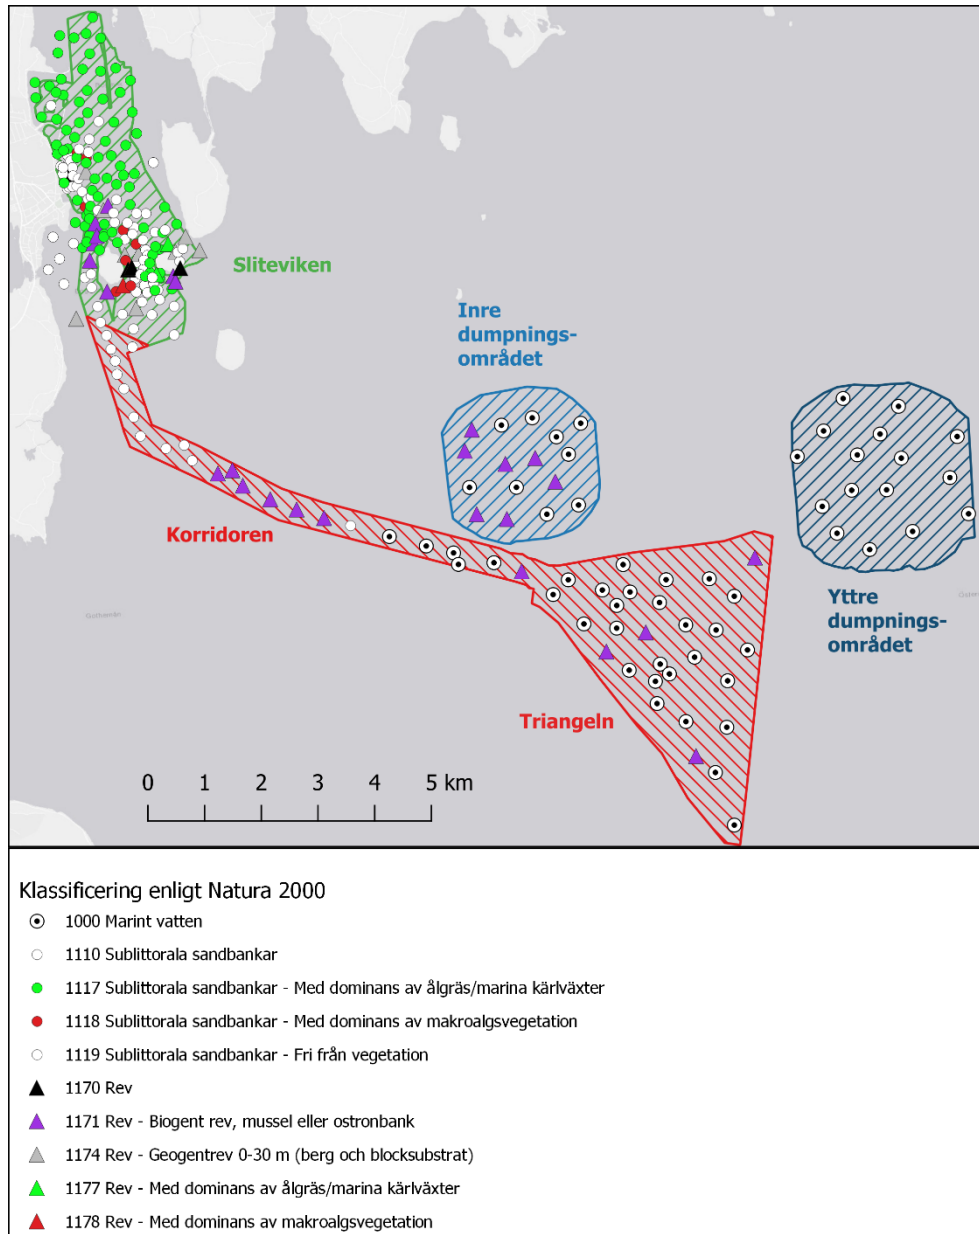 Sliteviken
Inre
dumpnings-
området
Korridoren
Yttre
dumpnings-
området
Triangeln
0 1 2 3 4 5 km
Klassificering enligt Natura 2000
1000 Marint vatten
1110 Sublittorala sandbankar
1117 Sublittorala sandbankar - Med dominans av ålgräs/marina kärlväxter
1118 Sublittorala sandbankar - Med dominans av makroalgsvegetation
1119 Sublittorala sandbankar - Fri från vegetation
1170 Rev
1171 Rev - Biogent rev, mussel eller ostronbank
1174 Rev - Geogentrev 0-30 m (berg och blocksubstrat)
1177 Rev - Med dominans av ålgräs/marina kärlväxter
1178 Rev - Med dominans av makroalgsvegetation